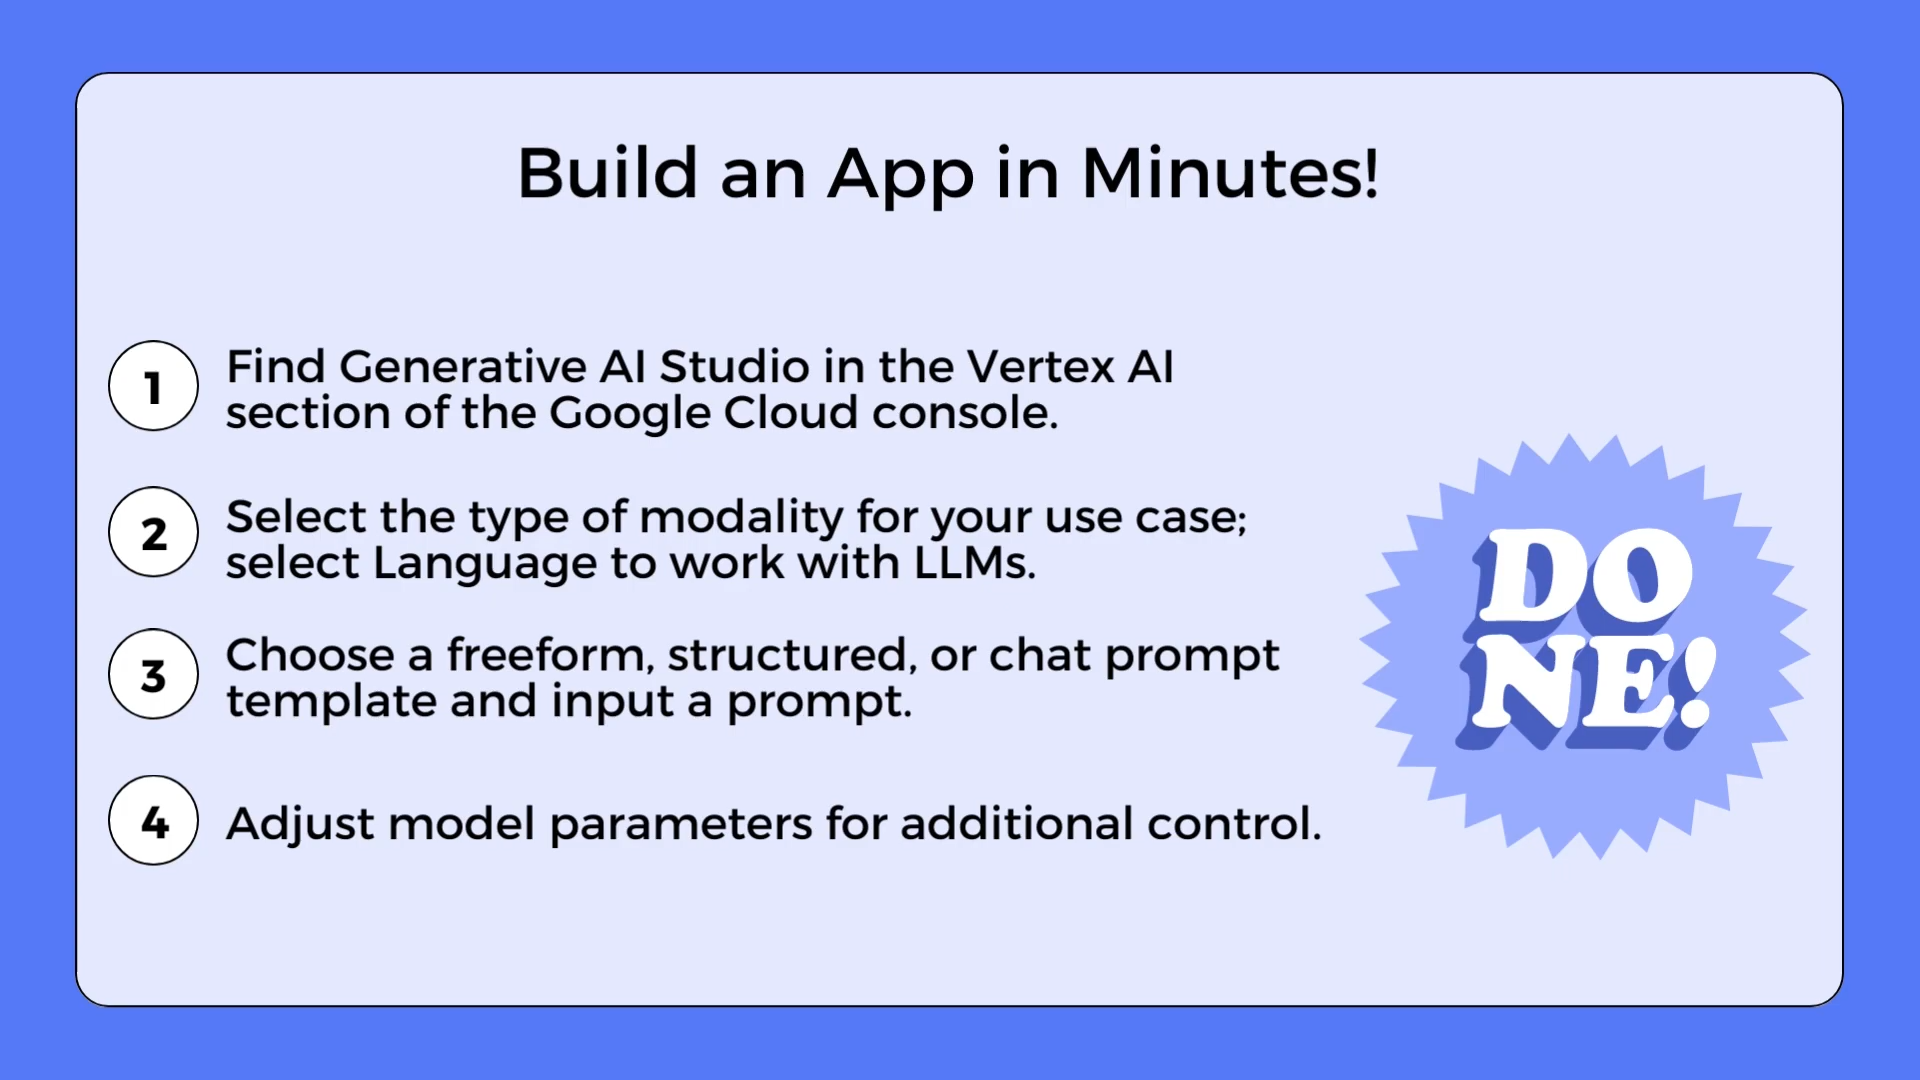 Build an App in Minutes!
1
Find Generative AI Studio in the Vertex AI
section of the Google Cloud console.
2
Select the type of modality for your use case;
select Language to work with LLMs.
3
Choose a freeform, structured, or chat prompt
template and input a prompt.
4
Adjust model parameters for additional control.
DO
NE!